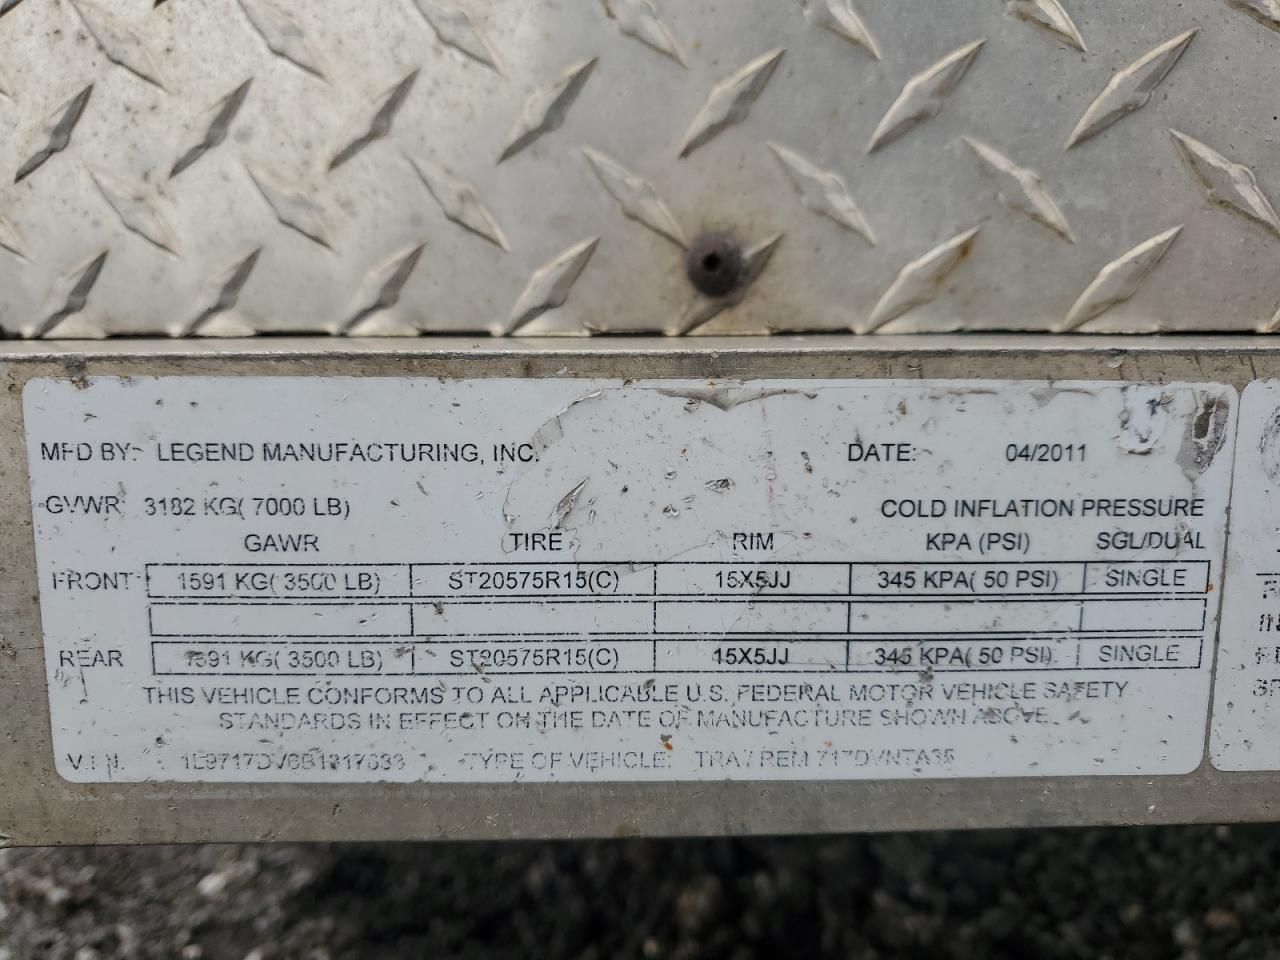 MFD BY: LEGEND MANUFACTURING, INC. DATE: 04/2011
GVWR 3182 KG( 7000 LB) COLD INFLATION PRESSURE
GAWR TIRE RIM KPA (PSI) SGL/DUAL
FRONT 1591 KG( 3500 LB) ST20575R15(C) 15X5JJ 345 KPA( 50 PSI) SINGLE
REAR 1591 KG( 3500 LB) ST20575R15(C) 15X5JJ 345 KPA( 50 PSI) SINGLE
THIS VEHICLE CONFORMS TO ALL APPLICABLE U.S. FEDERAL MOTOR VEHICLE SAFETY
STANDARDS IN EFFECT ON THE DATE OF MANUFACTURE SHOWN ABOVE.
V.I.N. TYPE OF VEHICLE: